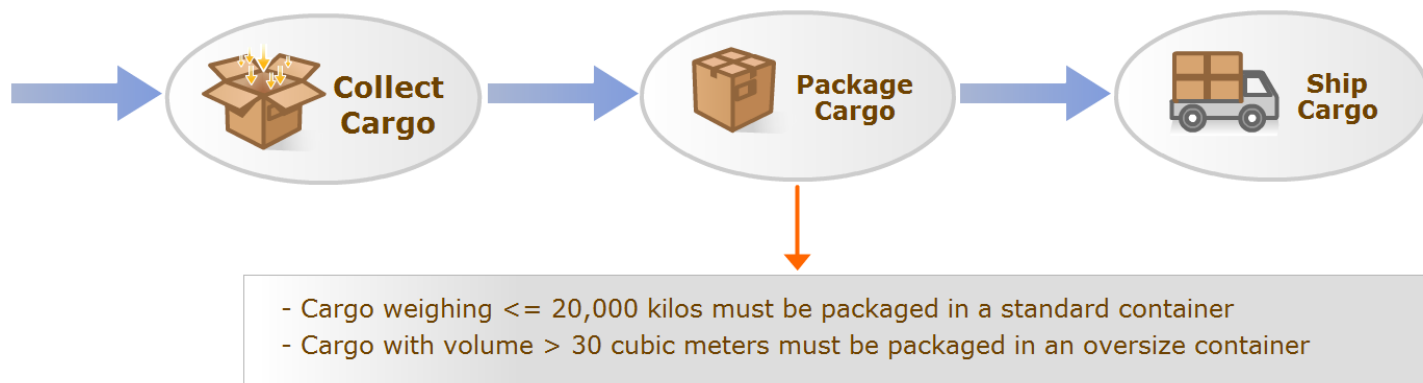 Collect
Cargo
Package
Cargo
Ship
Cargo
- Cargo weighing <= 20,000 kilos must be packaged in a standard container
- Cargo with volume > 30 cubic meters must be packaged in an oversize container